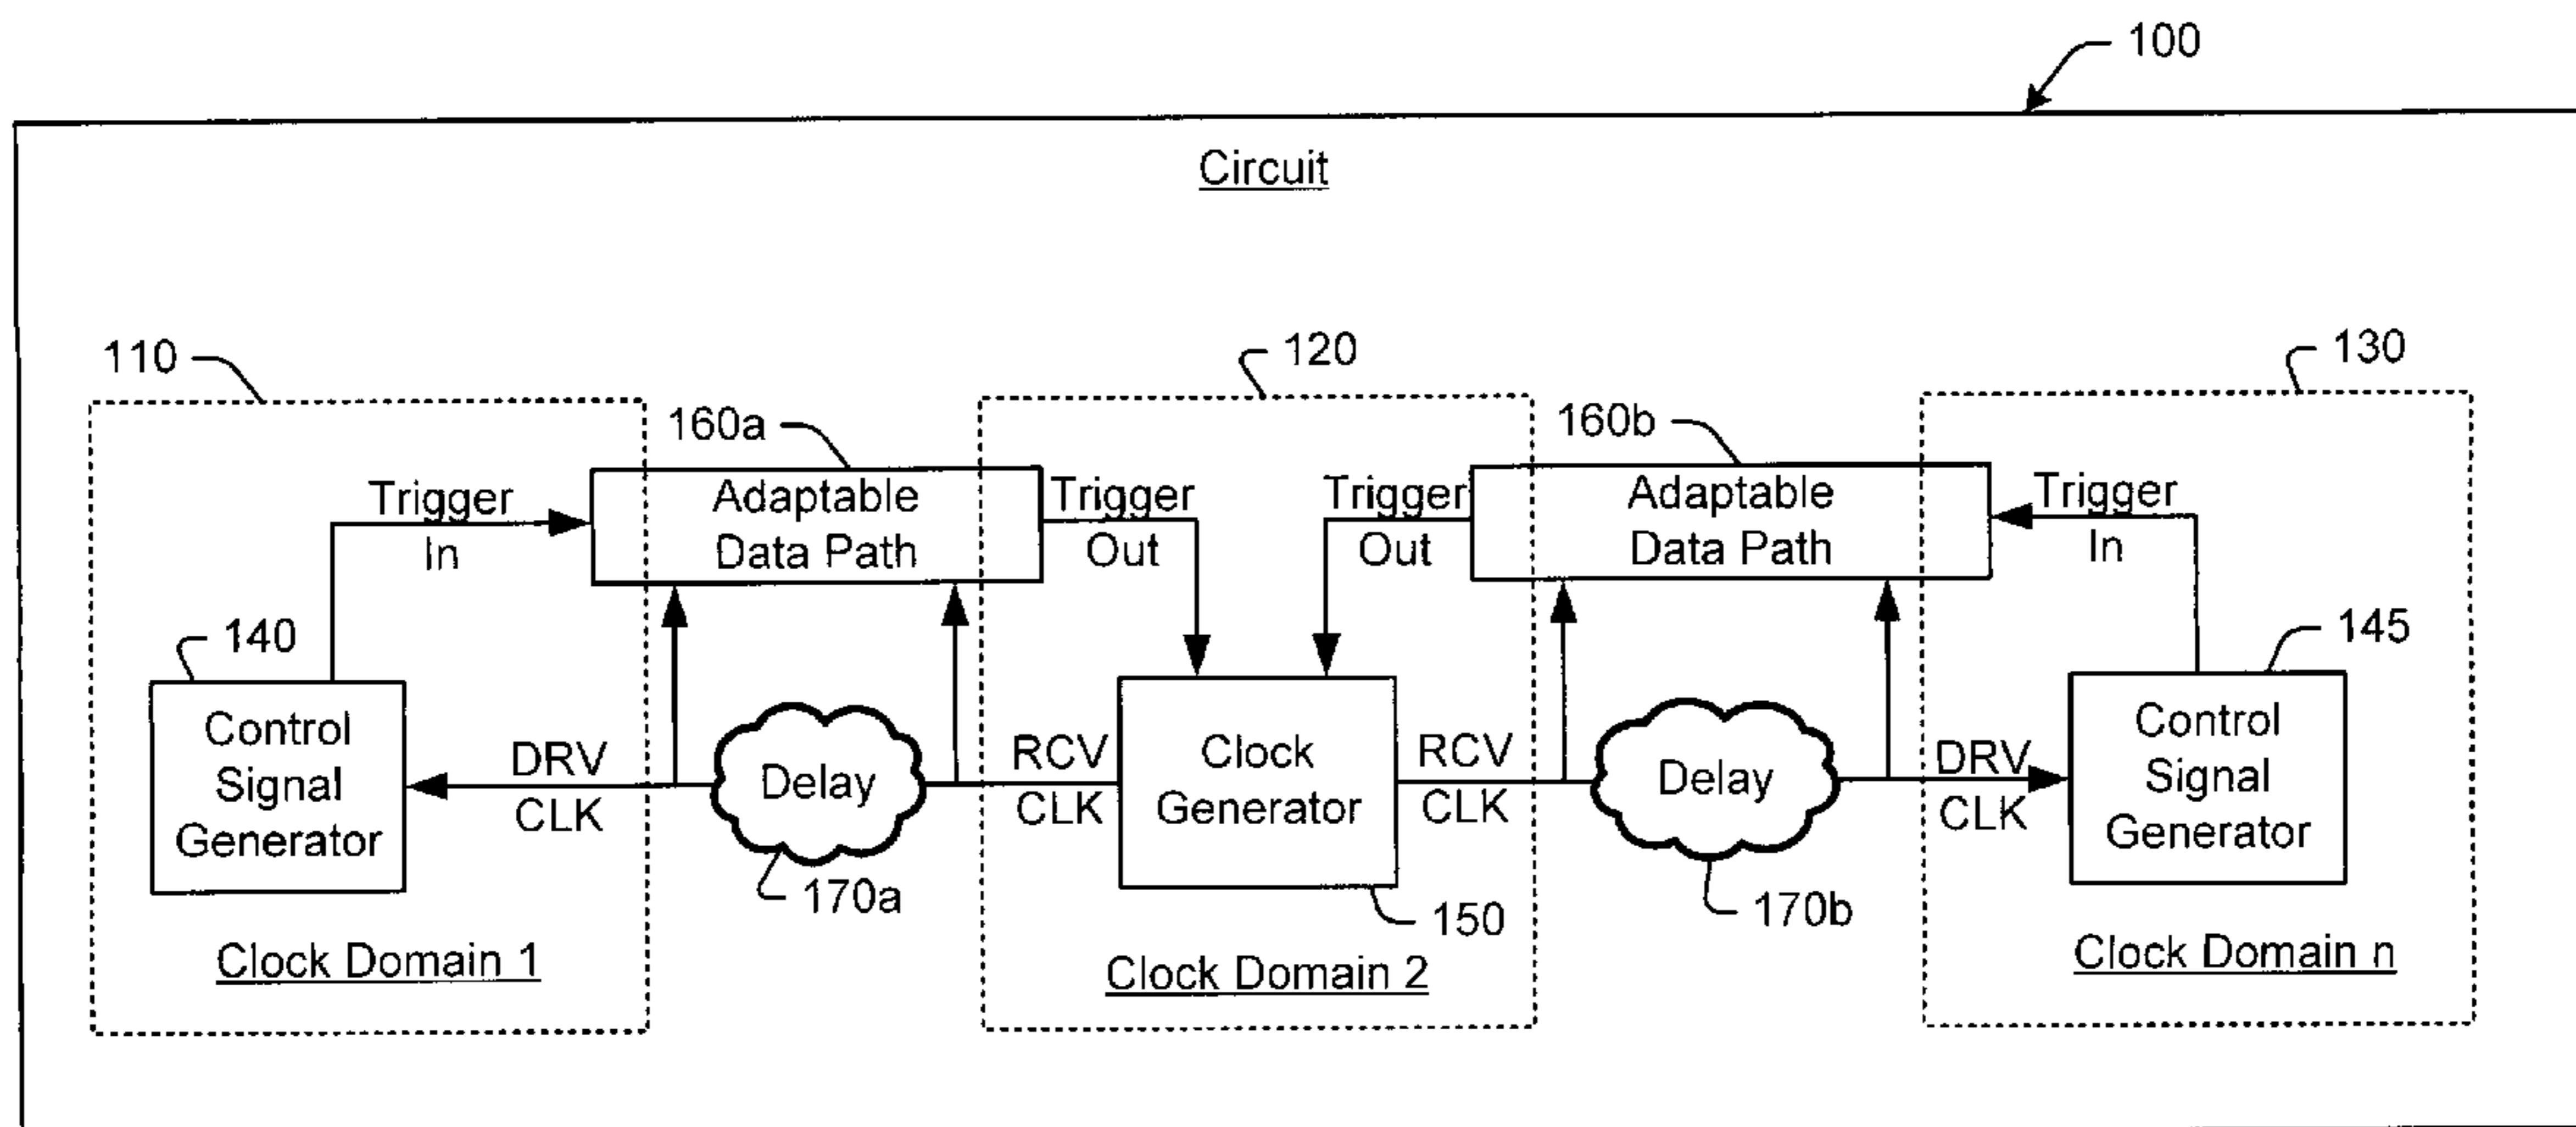 100
Circuit
110
120
130
160a
160b
Trigger
In
Adaptable
Data Path
Trigger
Out
Trigger
Out
Adaptable
Data Path
Trigger
In
140
145
Control
Signal
Generator
DRV
CLK
Delay
RCV
CLK
Clock
Generator
RCV
CLK
Delay
DRV
CLK
Control
Signal
Generator
170a
150
170b
Clock Domain 1
Clock Domain 2
Clock Domain n